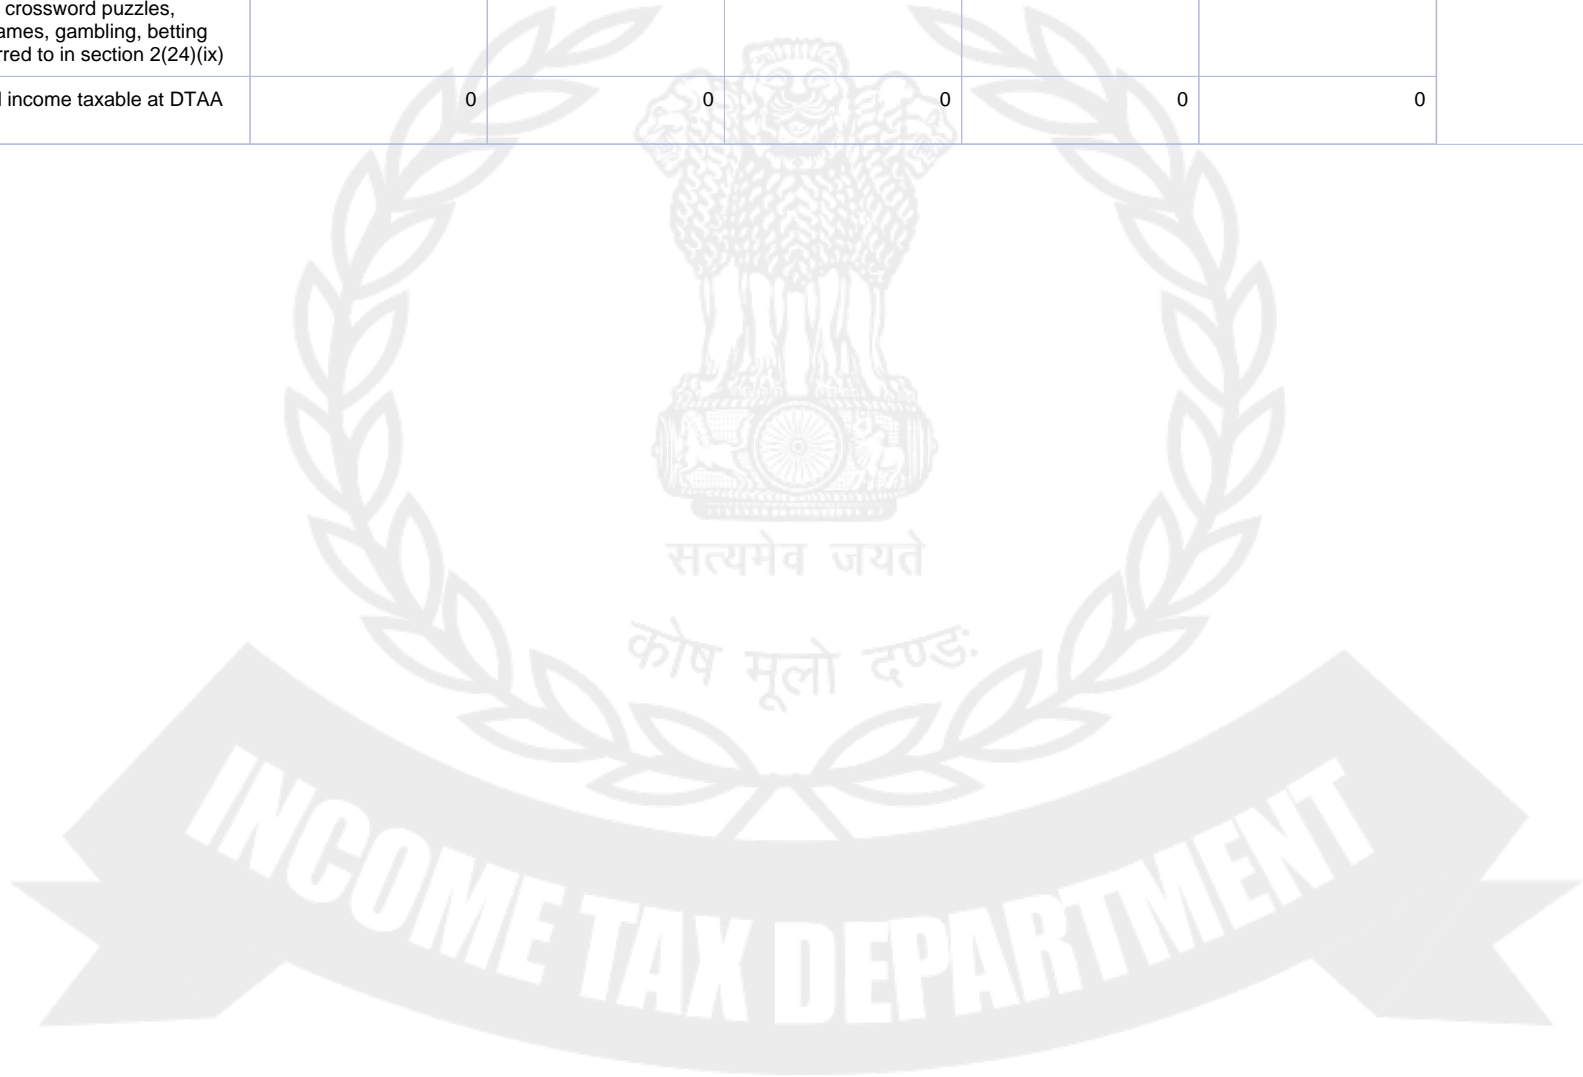 crossword puzzles,
ames, gambling, betting
rred to in section 2(24)(ix)
l income taxable at DTAA 0 0 0 0 0
सत्यमेव जयते
कोष मूलो दण्डः
INCOME TAX DEPARTMENT